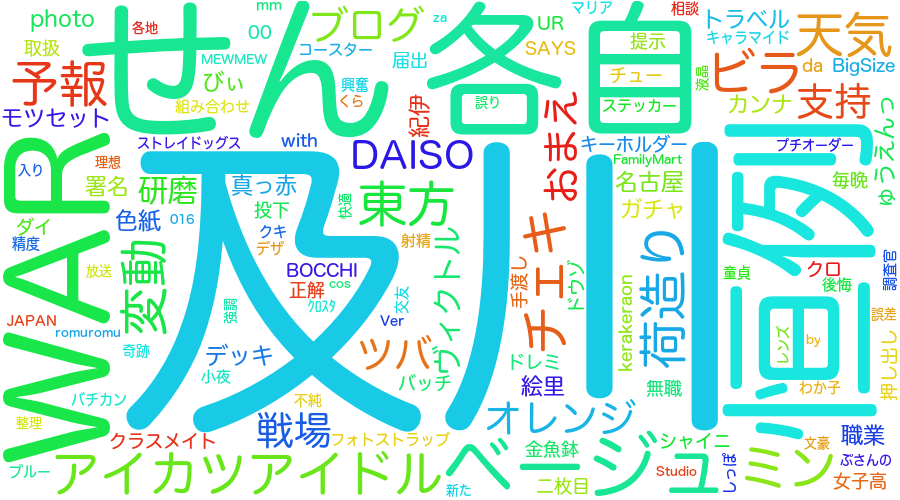 photo
各地
せん
mm
00
ブログ
za
各自
UR
マリア
相談
トラベル
天気
取扱
MEWMEW
コースター
届出
SAYS
提示
キャラマイド
予報
びぃ
興奮
チュー
液晶
ビラ
da
BigSize
モツセット
組み合わせ
くら
紀伊
誤り
ステッカー
カンナ
支持
WAR
ストレイドッグス
with
DAISO
おまえ
キーホルダー
FamilyMart
プチオーダー
ゅうえんっ
入り
理想
署名
研磨
真っ赤
快適
東方
名古屋
毎晩
ダイ
色紙
016
投下
及川
ガチャ
画例
精度
変動
クキ
デザ
射精
ヴィクトル
チェキ
荷造り
放送
BOCCHI
正解
cos
手渡し
ドウゾ
童貞
クロ
後悔
調査官
JAPAN
強調
クロスタ
交友
Ver
kerakeraon
レンズ
by
誤差
romuromu
奇跡
デッキ
小夜
ツバ
バッチ
ドレミ
絵里
無職
わか子
押し出し
バチカン
不純
戦場
オレンジ
整理
クラスメイト
フォトストラップ
金魚鉢
シャイニ
文豪
職業
ブルー
アイカツアイドル
ベージュ
Studio
しっぽ
ミン
ぶさんの
新た
二枚目
女子高